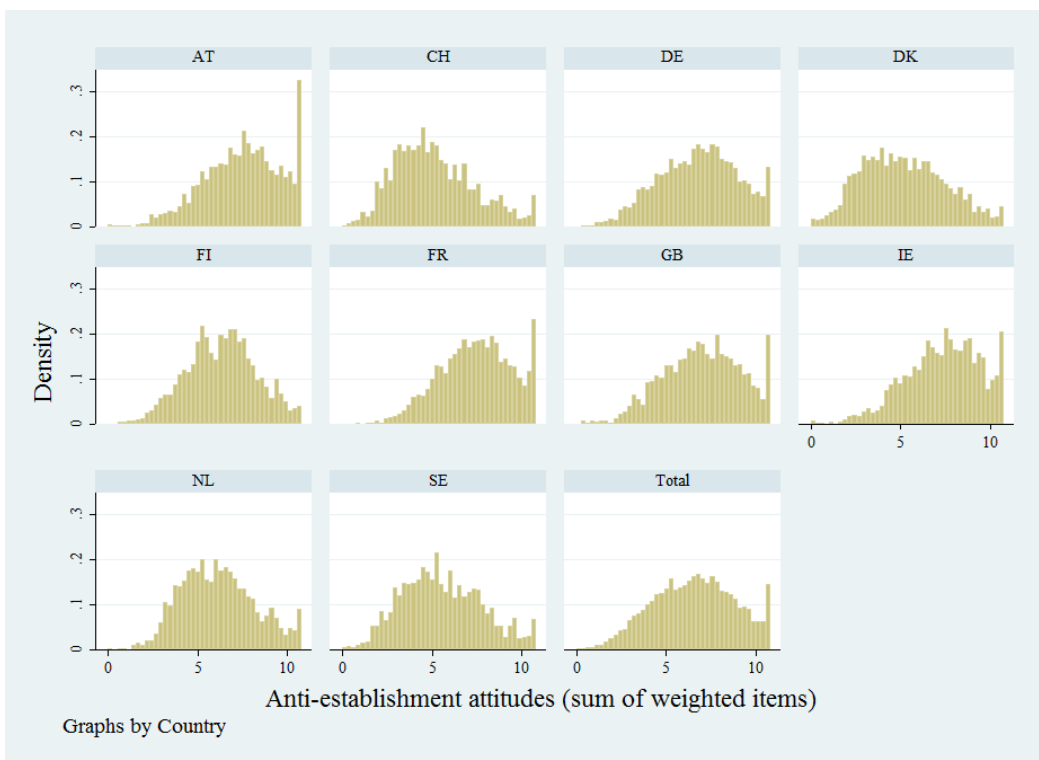 AT CH DE DK
.3
.2
.1
0
FI FR GB IE
.3
.2
.1
0
0 5 10
NL SE Total
.3
.2
.1
0
0 5 10 0 5 10 0 5 10
Density
Anti-establishment attitudes (sum of weighted items)
Graphs by Country